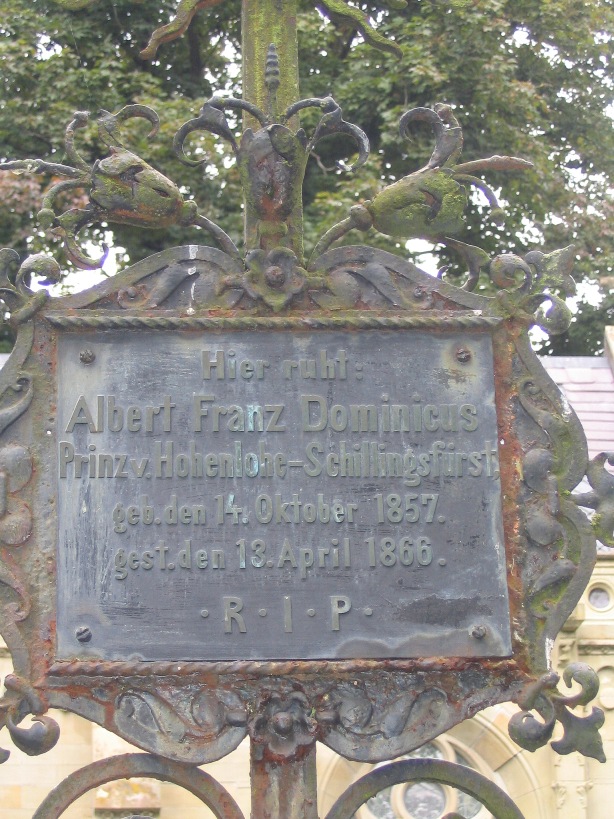 Hier ruht:
Albert Franz Dominicus
Prinz v. Hohenlohe-Schillingsfürst
geb. den 14. Oktober 1857.
gest. den 13. April 1866.
· R · I · P ·